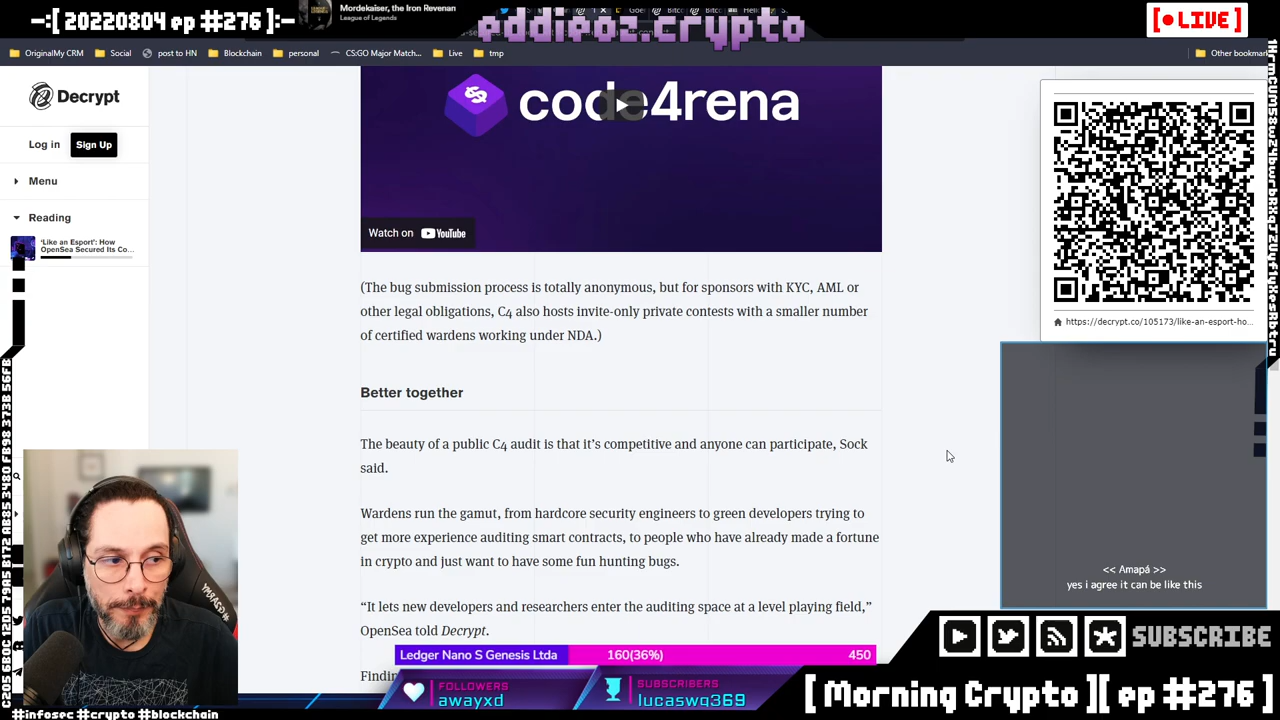 -:[ 20220804 ep #276 ]:-
Mordekaiser, the Iron Revenan
League of Legends
eddieoz.crypto
[ • LIVE ]
OriginalMy CRM
Social
post to HN
Blockchain
personal
CS:GO Major Match...
Live
tmp
Other bookmar
Decrypt
Log in
Sign Up
Menu
Reading
'Like an Esport': How
OpenSea Secured Its Co...
code4rena
Watch on YouTube
(The bug submission process is totally anonymous, but for sponsors with KYC, AML or
other legal obligations, C4 also hosts invite-only private contests with a smaller number
of certified wardens working under NDA.)
Better together
The beauty of a public C4 audit is that it's competitive and anyone can participate, Sock
said.
Wardens run the gamut, from hardcore security engineers to green developers trying to
get more experience auditing smart contracts, to people who have already made a fortune
in crypto and just want to have some fun hunting bugs.
“It lets new developers and researchers enter the auditing space at a level playing field,”
OpenSea told Decrypt.
Findin
https://decrypt.co/105173/like-an-esport-ho...
<< Amapá >>
yes i agree it can be like this
Ledger Nano S Genesis Ltda
160(36%)
450
FOLLOWERS
awayxd
SUBSCRIBERS
lucaswg369
SUBSCRIBE
[ Morning Crypto ][ ep #276 ]
#infosec #crypto #blockchain